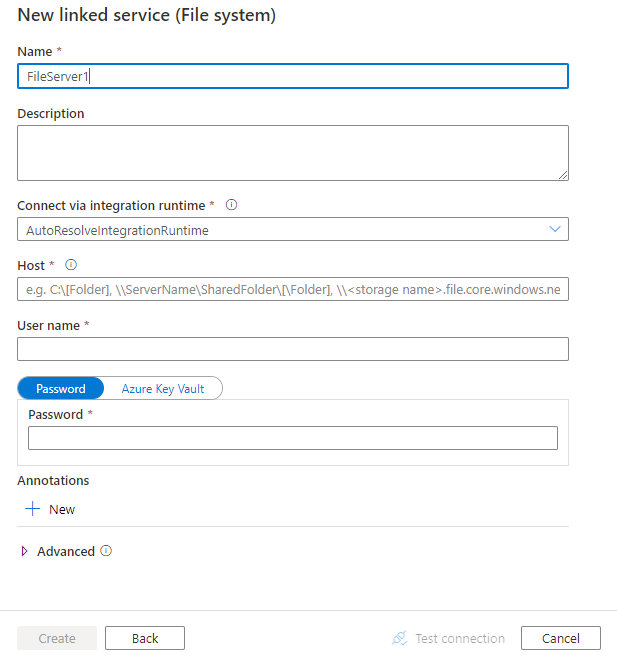 New linked service (File system)
Name *
FileServer1
Description
Connect via integration runtime *
AutoResolveIntegrationRuntime
Host *
e.g. C:\[Folder], \\ServerName\SharedFolder\[\Folder], \\<storage name>.file.core.windows.ne
User name *
Password Azure Key Vault
Password *
Annotations
New
Advanced
Create Back Test connection Cancel